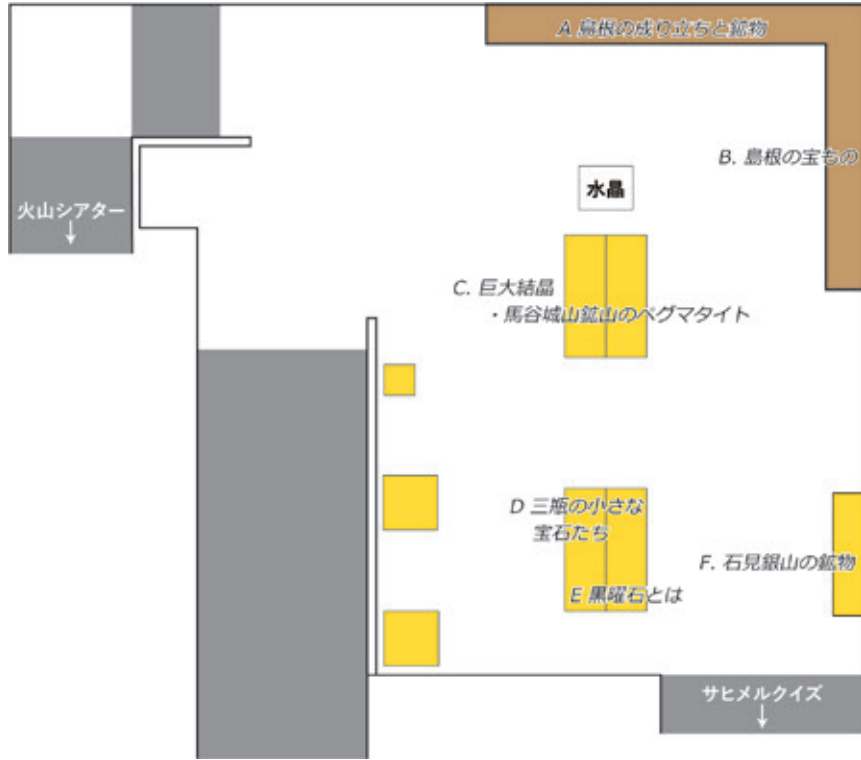 A 島根の成り立ちと鉱物
B. 島根の宝もの
水晶
火山シアター
↓
C. 巨大結晶
・馬谷城山鉱山のペグマタイト
D 三瓶の小さな
宝石たち
F. 石見銀山の鉱物
E 黒曜石とは
サヒメルクイズ
↓